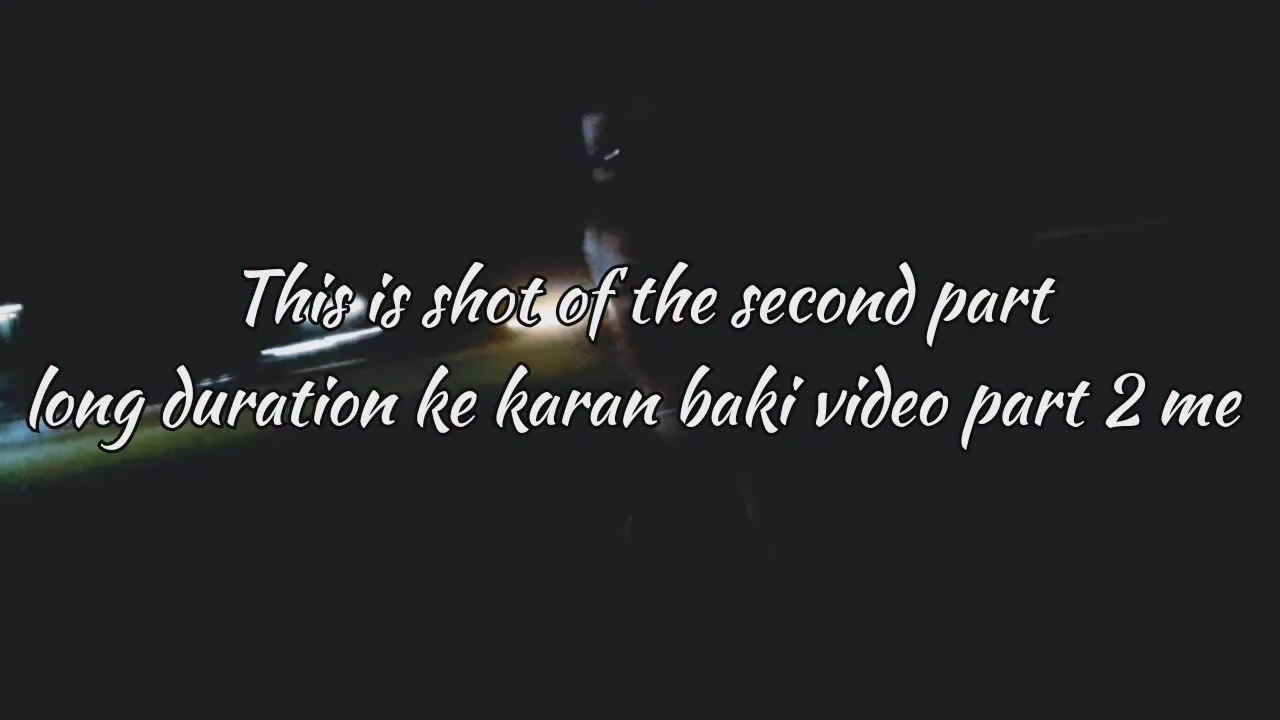 This is shot of the second part
long duration ke karan baki video part 2 me